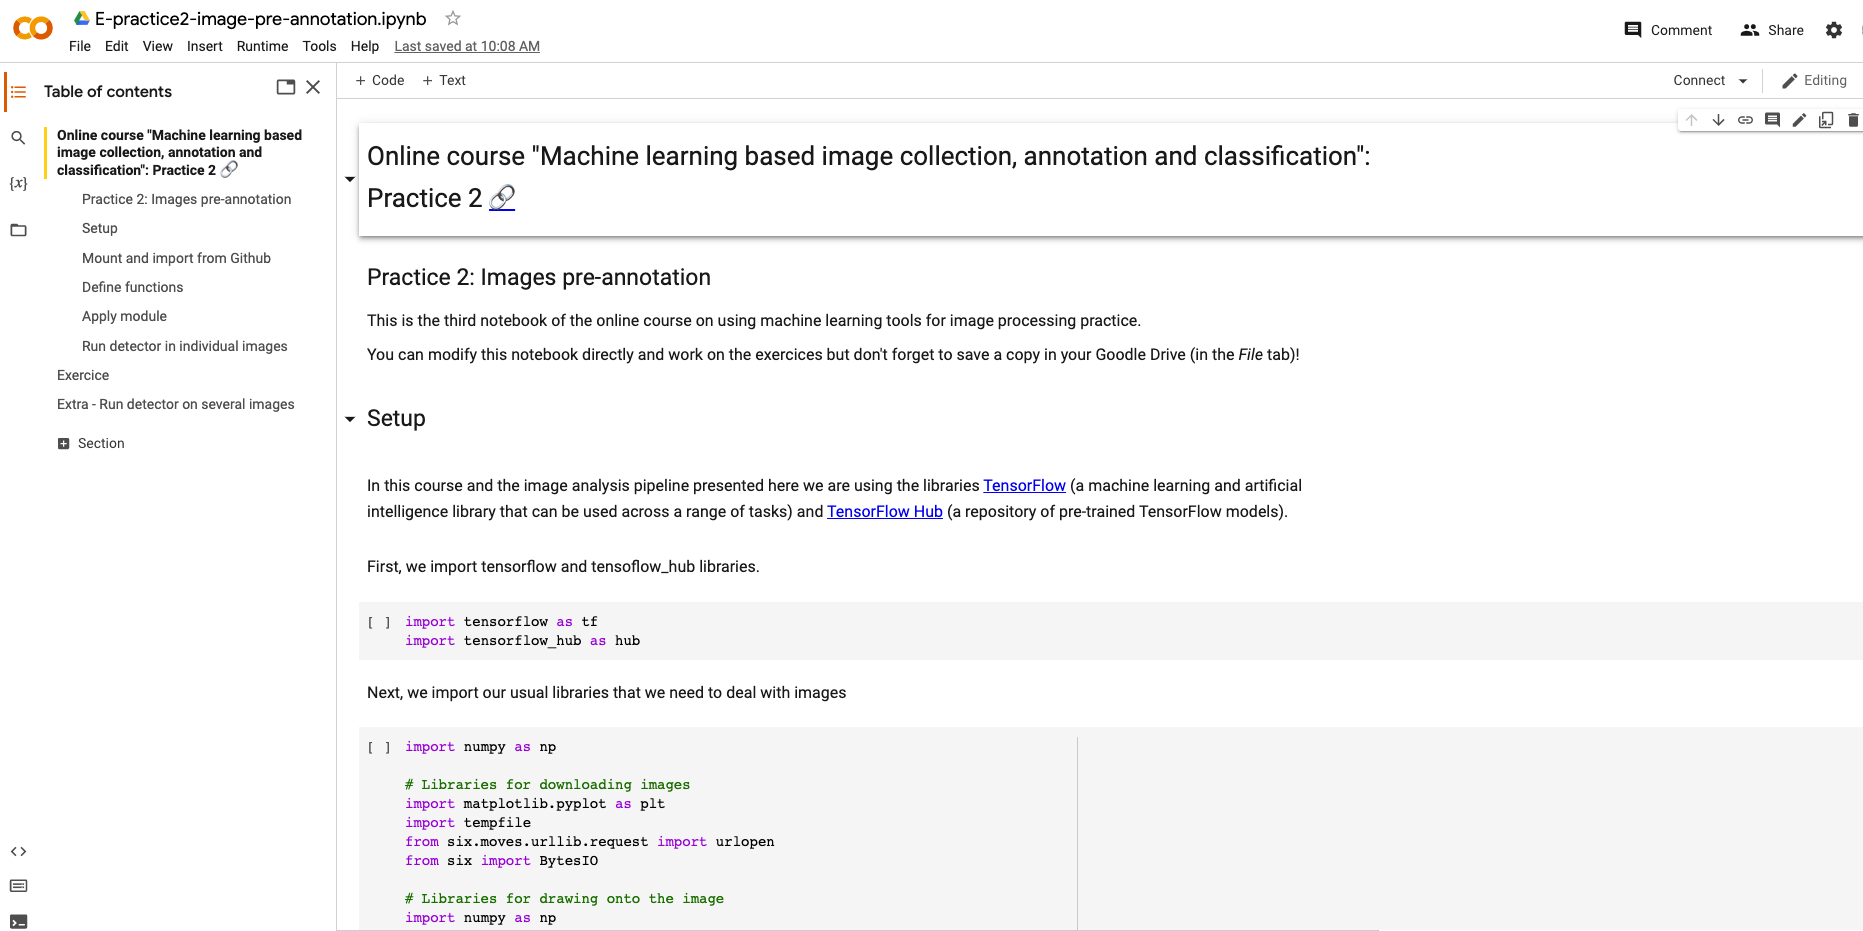 E-practice2-image-pre-annotation.ipynb
File Edit View Insert Runtime Tools Help Last saved at 10:08 AM
Comment Share
Table of contents
+ Code + Text
Connect Editing
Online course "Machine learning based
image collection, annotation and
classification": Practice 2
Practice 2: Images pre-annotation
Setup
Mount and import from Github
Define functions
Apply module
Run detector in individual images
Exercice
Extra - Run detector on several images
Section
{x}
Online course "Machine learning based image collection, annotation and classification":
Practice 2
Practice 2: Images pre-annotation
This is the third notebook of the online course on using machine learning tools for image processing practice.
You can modify this notebook directly and work on the exercices but don't forget to save a copy in your Goodle Drive (in the File tab)!
Setup
In this course and the image analysis pipeline presented here we are using the libraries TensorFlow (a machine learning and artificial
intelligence library that can be used across a range of tasks) and TensorFlow Hub (a repository of pre-trained TensorFlow models).
First, we import tensorflow and tensoflow_hub libraries.
[ ] import tensorflow as tf
import tensorflow_hub as hub
Next, we import our usual libraries that we need to deal with images
[ ] import numpy as np
# Libraries for downloading images
import matplotlib.pyplot as plt
import tempfile
from six.moves.urllib.request import urlopen
from six import BytesIO
# Libraries for drawing onto the image
import numpy as np